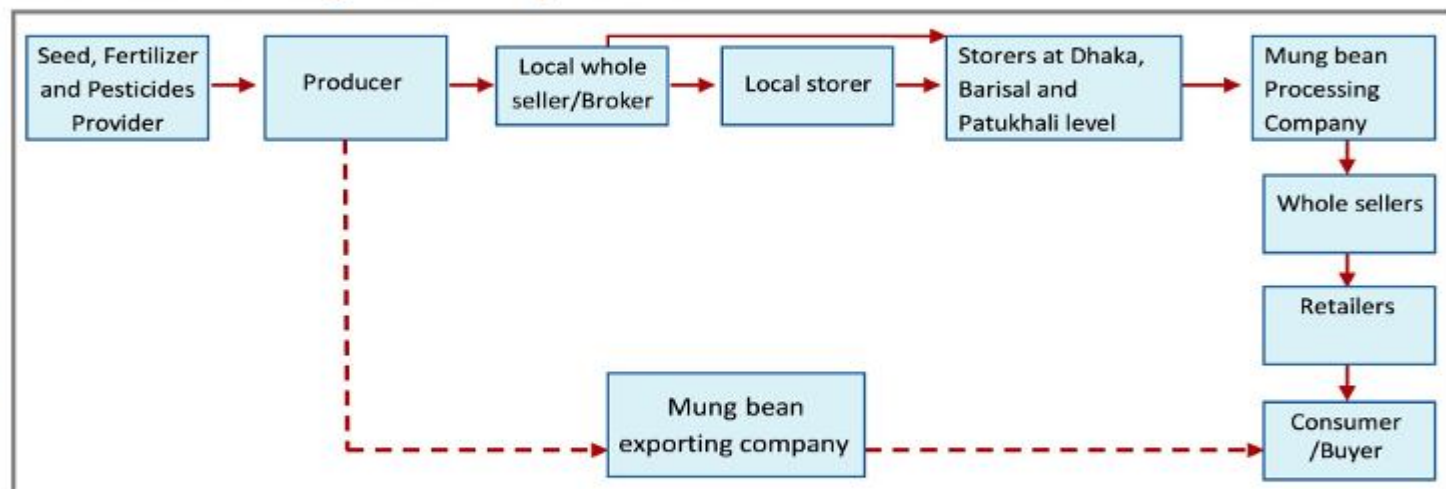 Seed, Fertilizer
and Pesticides
Provider
Producer
Local whole
seller/Broker
Local storer
Storers at Dhaka,
Barisal and
Patukhali level
Mung bean
Processing
Company
Whole sellers
Retailers
Mung bean
exporting company
Consumer
/Buyer